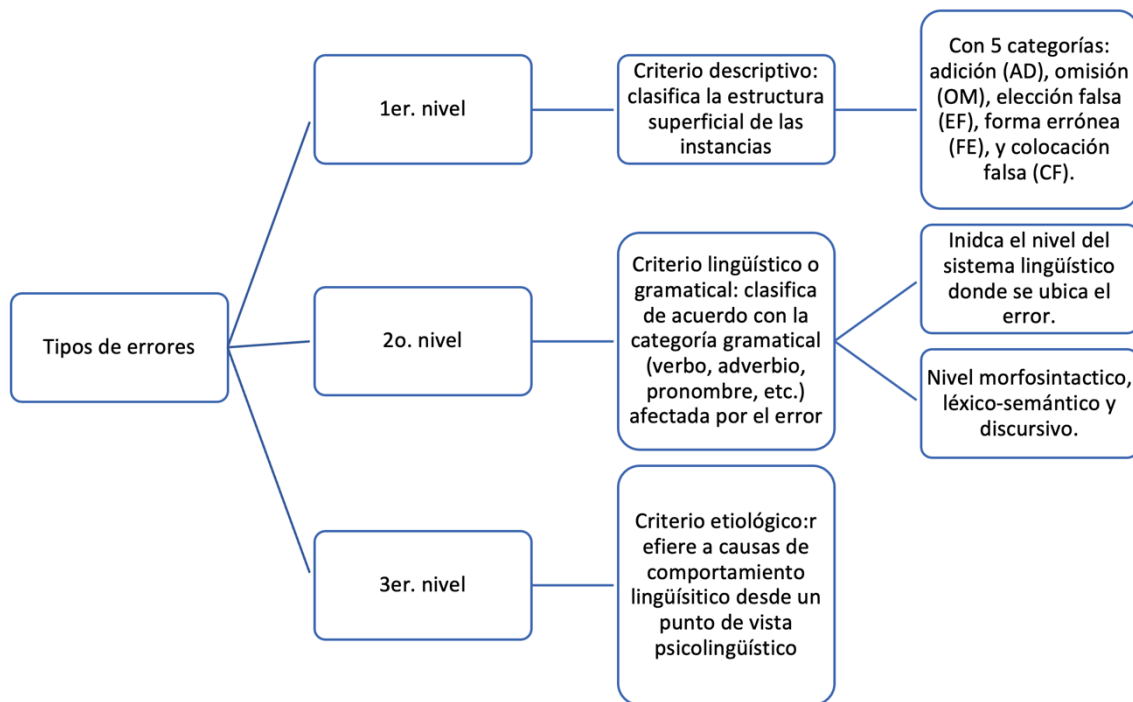 Tipos de errores
1er. nivel
Criterio descriptivo:
clasifica la estructura
superficial de las
instancias
Con 5 categorías:
adición (AD), omisión
(OM), elección falsa
(EF), forma errónea
(FE), y colocación
falsa (CF).
2o. nivel
Criterio lingüístico o
gramatical: clasifica
de acuerdo con la
categoría gramatical
(verbo, adverbio,
pronombre, etc.)
afectada por el error
Inidca el nivel del
sistema lingüístico
donde se ubica el
error.
Nivel morfosintactico,
léxico-semántico y
discursivo.
3er. nivel
Criterio etiológico:r
efiere a causas de
comportamiento
lingüísitico desde un
punto de vista
psicolingüístico